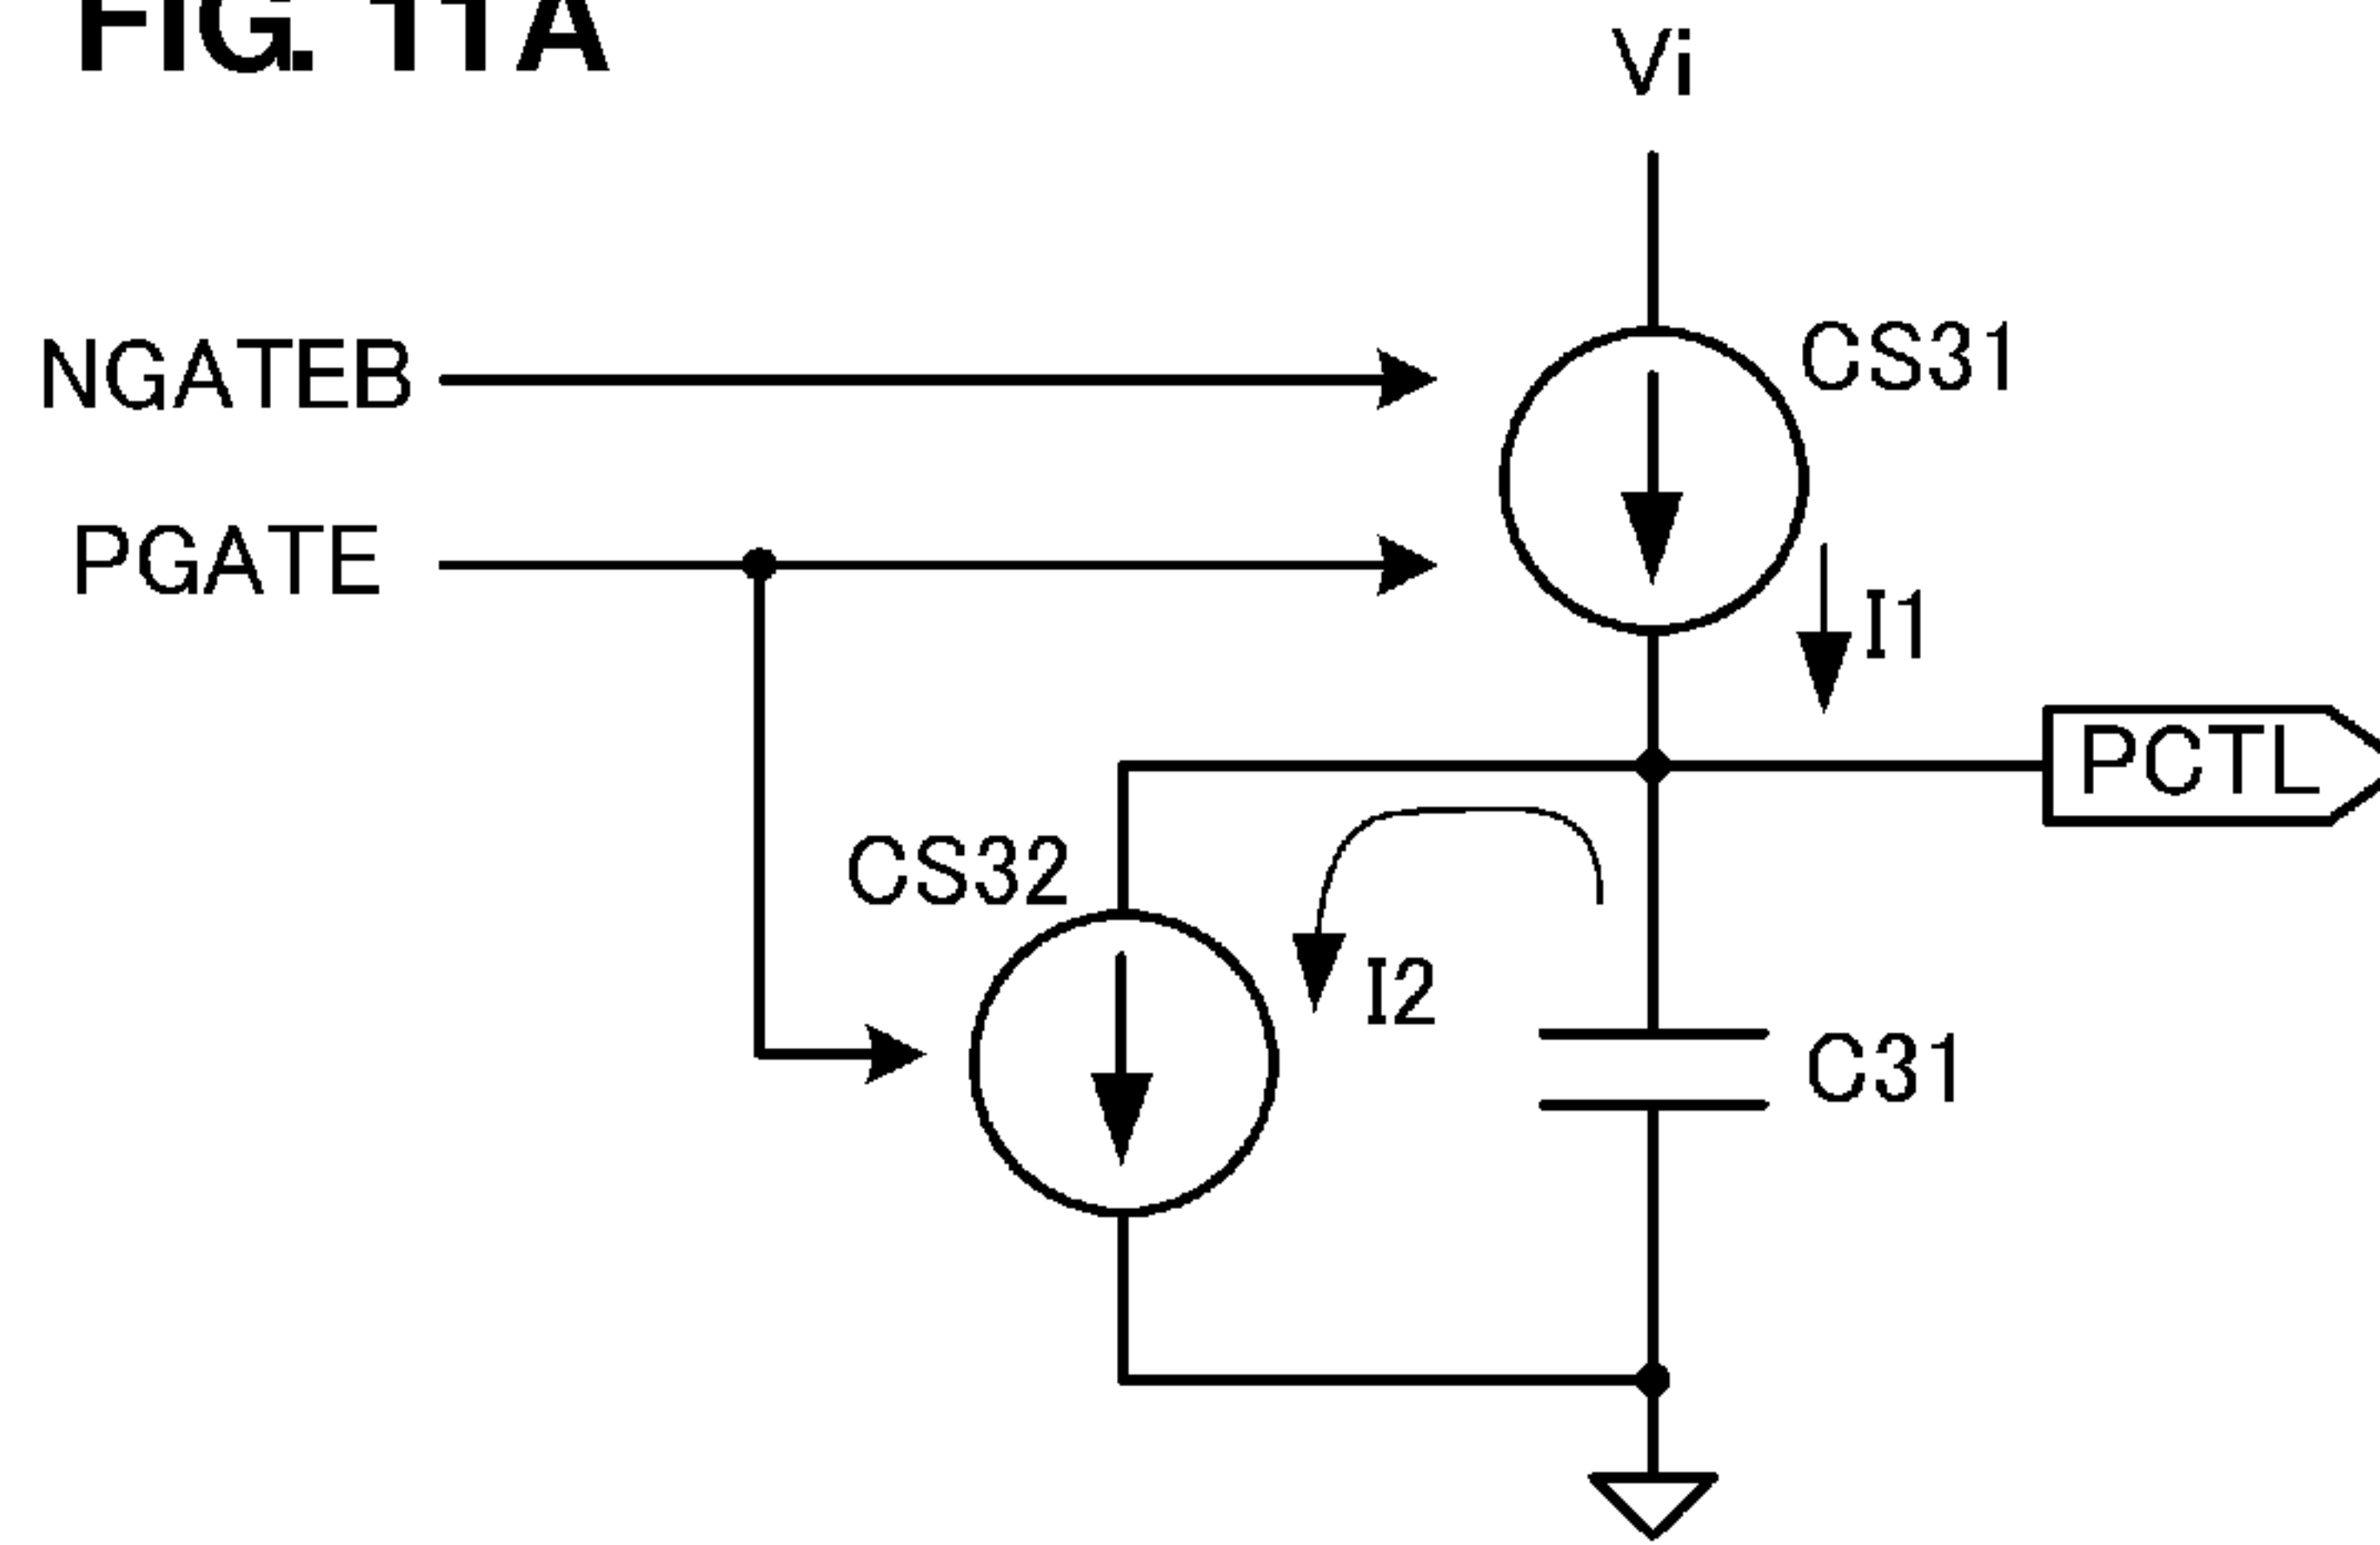 FIG. 11A
Vi
NGATEB
CS31
PGATE
I1
PCTL
CS32
I2
C31